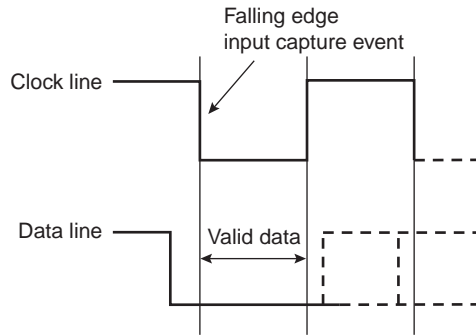 Falling edge
input capture event
Clock line
Data line
Valid data